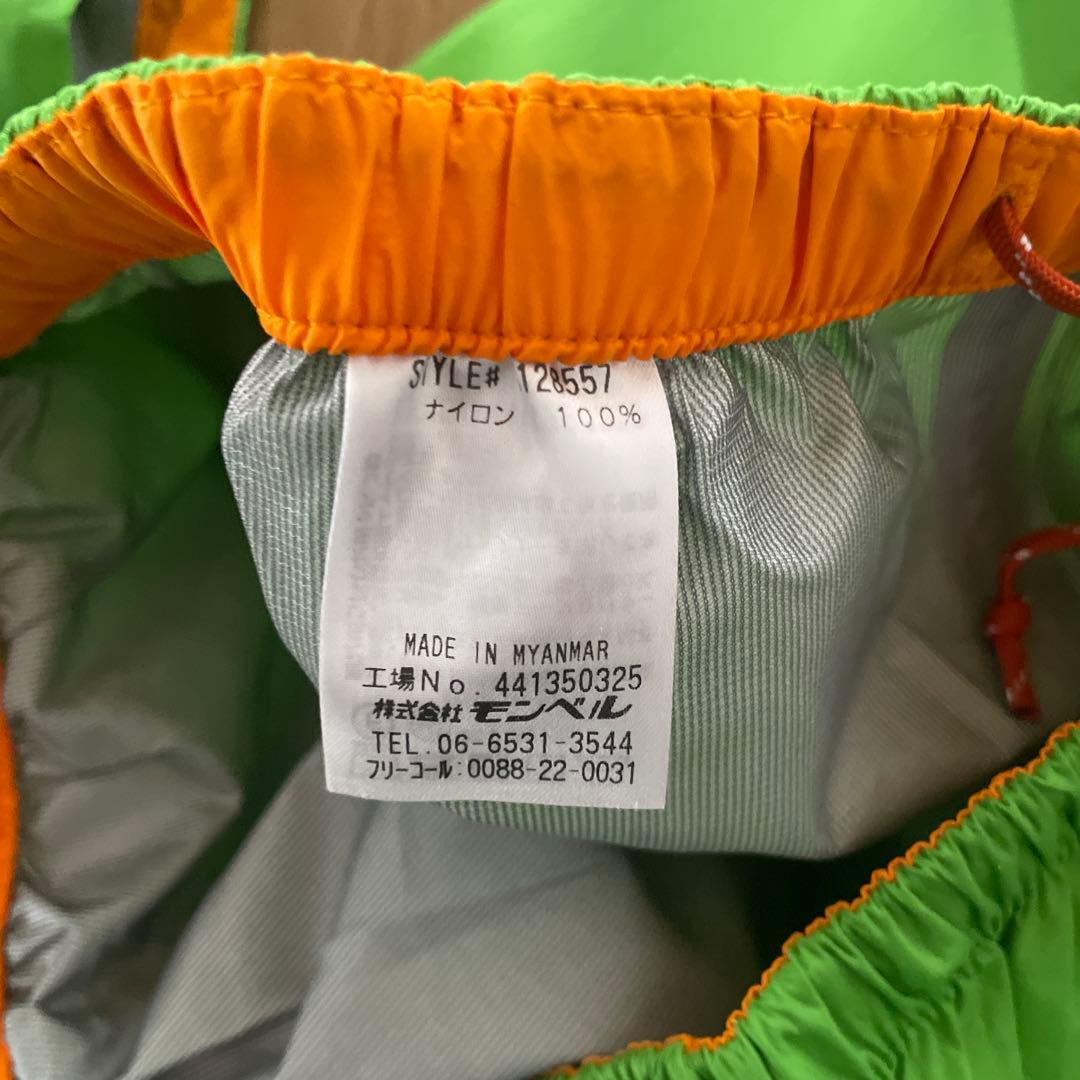 STYLE# 128557
ナイロン 100%
MADE IN MYANMAR
工場No. 441350325
株式会社 モンベル
TEL.06-6531-3544
フリーコール:0088-22-0031